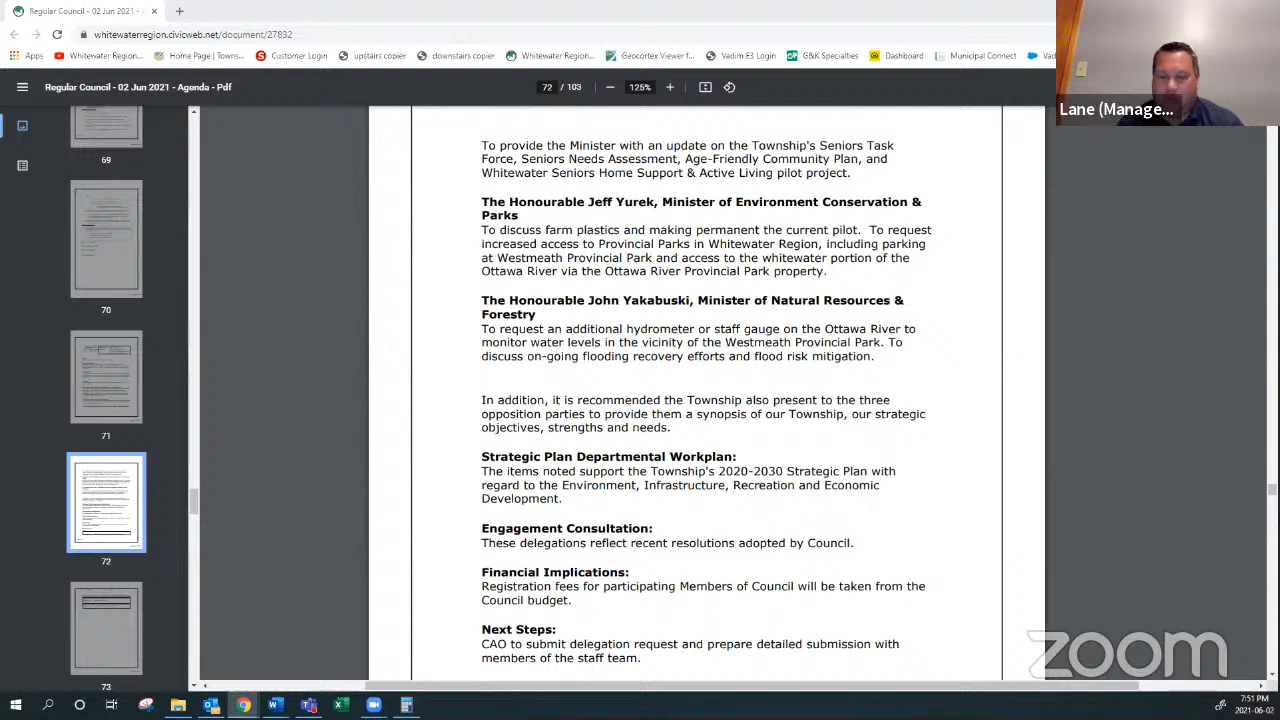 Regular Council - 02 Jun 2021 -
whitewaterregion.civicweb.net/document/27832
Apps
Whitewater Region...
Home Page | Towns...
Customer Login
upstairs copier
downstairs copier
Whitewater Region...
Geocortex Viewer f...
Vadim E3 Login
G&K Specialties
Dashboard
Municipal Connect
Vad
Regular Council - 02 Jun 2021 - Agenda - Pdf
72 / 103
125%
Lane (Manage...
69
70
71
72
73
To provide the Minister with an update on the Township's Seniors Task
Force, Seniors Needs Assessment, Age-Friendly Community Plan, and
Whitewater Seniors Home Support & Active Living pilot project.
The Honourable Jeff Yurek, Minister of Environment Conservation &
Parks
To discuss farm plastics and making permanent the current pilot.  To request
increased access to Provincial Parks in Whitewater Region, including parking
at Westmeath Provincial Park and access to the whitewater portion of the
Ottawa River via the Ottawa River Provincial Park property.
The Honourable John Yakabuski, Minister of Natural Resources &
Forestry
To request an additional hydrometer or staff gauge on the Ottawa River to
monitor water levels in the vicinity of the Westmeath Provincial Park. To
discuss on-going flooding recovery efforts and flood risk mitigation.
In addition, it is recommended the Township also present to the three
opposition parties to provide them a synopsis of our Township, our strategic
objectives, strengths and needs.
Strategic Plan Departmental Workplan:
The items noted support the Township's 2020-2030 Strategic Plan with
regard to the Environment, Infrastructure, Recreation and Economic
Development.
Engagement Consultation:
These delegations reflect recent resolutions adopted by Council.
Financial Implications:
Registration fees for participating Members of Council will be taken from the
Council budget.
Next Steps:
CAO to submit delegation request and prepare detailed submission with
members of the staff team.
zoom
7:51 PM
2021-06-02